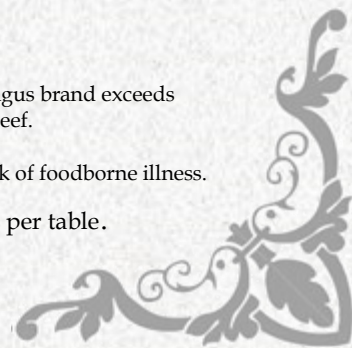 gus brand exceeds
eef.
k of foodborne illness.
per table.